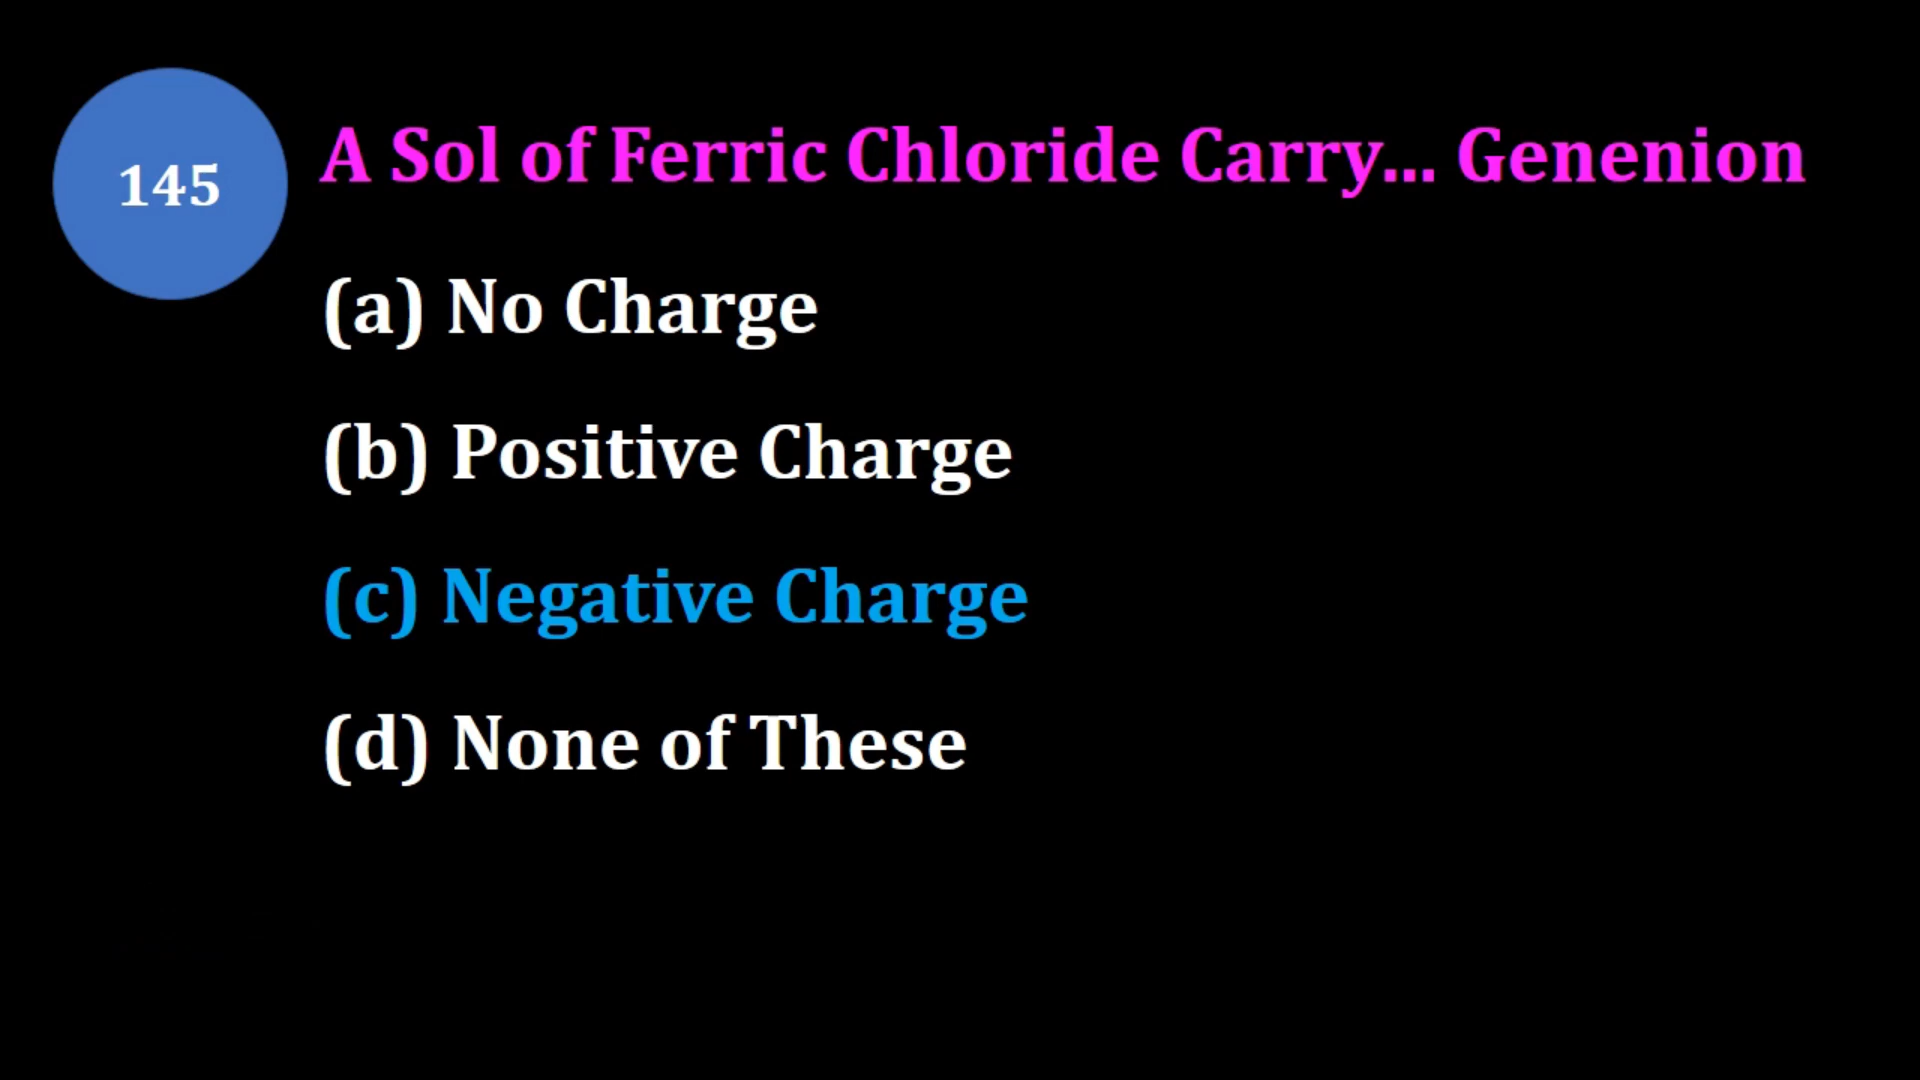 145
A Sol of Ferric Chloride Carry... Genenion
(a) No Charge
(b) Positive Charge
(c) Negative Charge
(d) None of These